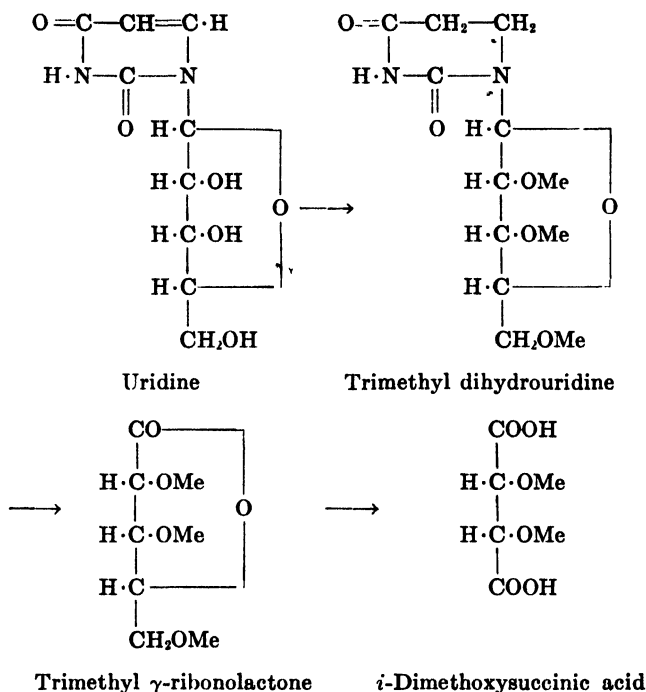 O=C—CH=C·H O=C—CH₂—CH₂
H·N—C—N H·N—C—N
O H·C O H·C
H·C·OH H·C·OMe
O O
H·C·OH H·C·OMe
H·C H·C
CH₂OH CH₂OMe
Uridine Trimethyl dihydrouridine
CO COOH
H·C·OMe H·C·OMe
O
H·C·OMe H·C·OMe
H·C COOH
CH₂OMe
Trimethyl γ-ribonolactone i-Dimethoxysuccinic acid